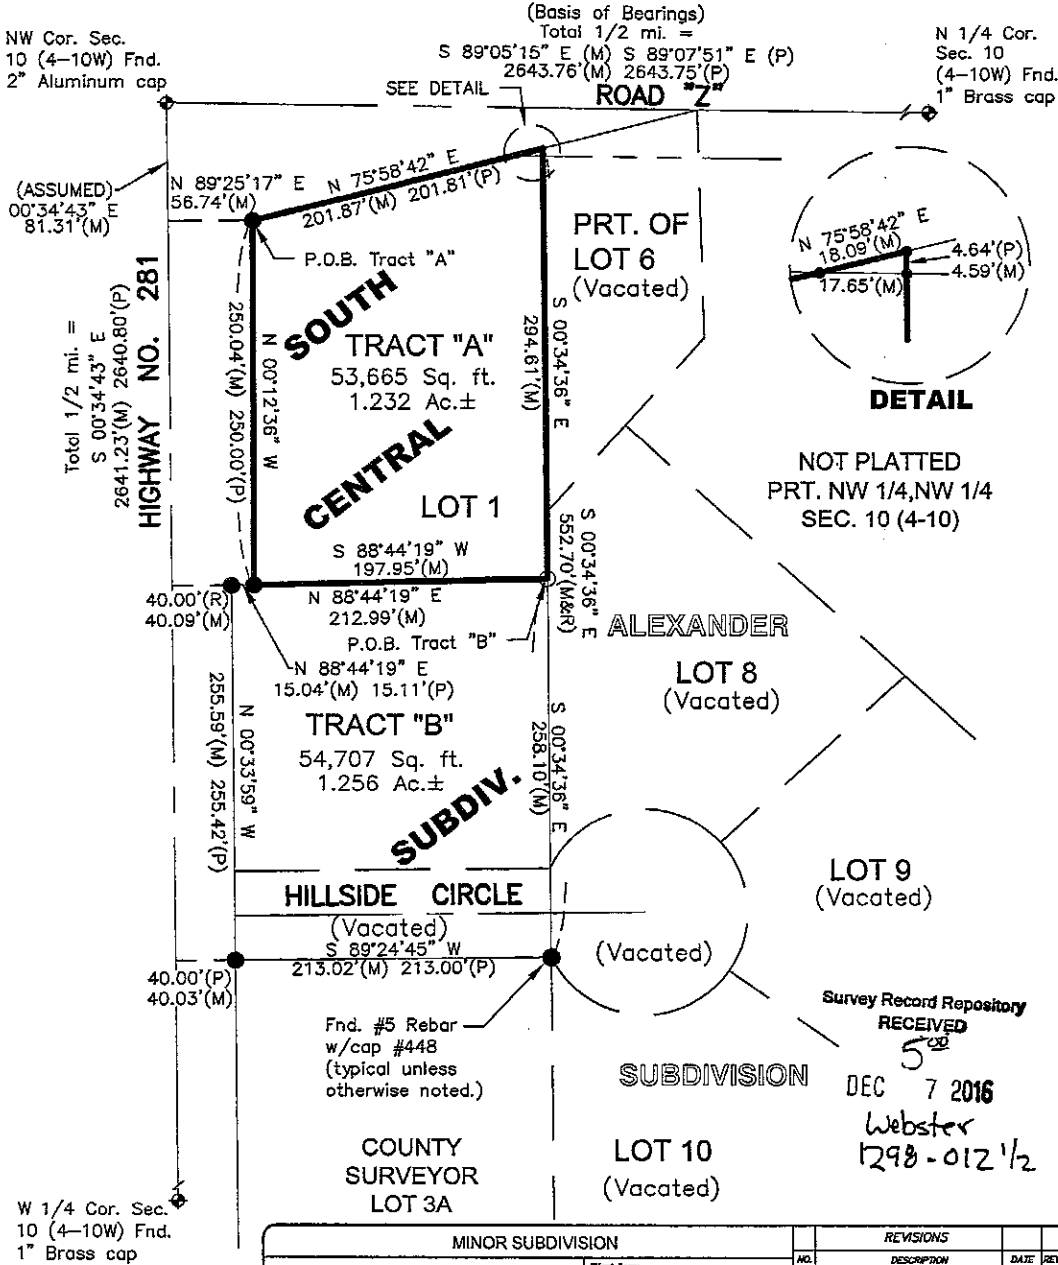 (Basis of Bearings)
Total 1/2 mi. =
S 89°05'15" E (M) S 89°07'51" E (P)
2643.76'(M) 2643.75'(P)
NW Cor. Sec.
10 (4-10W) Fnd.
2" Aluminum cap
N 1/4 Cor.
Sec. 10
(4-10W) Fnd.
1" Brass cap
SEE DETAIL
ROAD "Z"
(ASSUMED)
00°34'43" E
81.31'(M)
N 89°25'17" E
56.74'(M)
N 75°58'42" E
201.87'(M) 201.81'(P)
P.O.B. Tract "A"
PRT. OF
LOT 6
(Vacated)
N 75°58'42" E
18.09'(M)
17.65'(M)
4.64'(P)
4.59'(M)
DETAIL
Total 1/2 mi. =
S 00°34'43" E
2641.23'(M) 2640.80'(P)
HIGHWAY NO. 281
250.04'(M) 250.00'(P)
N 00°12'36" W
SOUTH
TRACT "A"
53,665 Sq. ft.
1.232 Ac.±
S 00°34'36" E
294.61'(M)
CENTRAL
LOT 1
NOT PLATTED
PRT. NW 1/4,NW 1/4
SEC. 10 (4-10)
S 88°44'19" W
197.95'(M)
N 88°44'19" E
212.99'(M)
P.O.B. Tract "B"
S 00°34'36" E
552.70'(M&R)
40.00'(R)
40.09'(M)
N 88°44'19" E
15.04'(M) 15.11'(P)
ALEXANDER
LOT 8
(Vacated)
255.59'(M) 255.42'(P)
N 00°33'59" W
TRACT "B"
54,707 Sq. ft.
1.256 Ac.±
S 00°34'36" E
258.10'(M)
SUBDIV.
HILLSIDE CIRCLE
(Vacated)
S 89°24'45" W
213.02'(M) 213.00'(P)
(Vacated)
LOT 9
(Vacated)
40.00'(P)
40.03'(M)
Fnd. #5 Rebar
w/cap #448
(typical unless
otherwise noted.)
Survey Record Repository
RECEIVED
5 00
DEC 7 2016
Webster
1298-012 1/2
SUBDIVISION
COUNTY
SURVEYOR
LOT 3A
LOT 10
(Vacated)
W 1/4 Cor. Sec.
10 (4-10W) Fnd.
1" Brass cap
MINOR SUBDIVISION
REVISIONS
NO. DESCRIPTION DATE REV